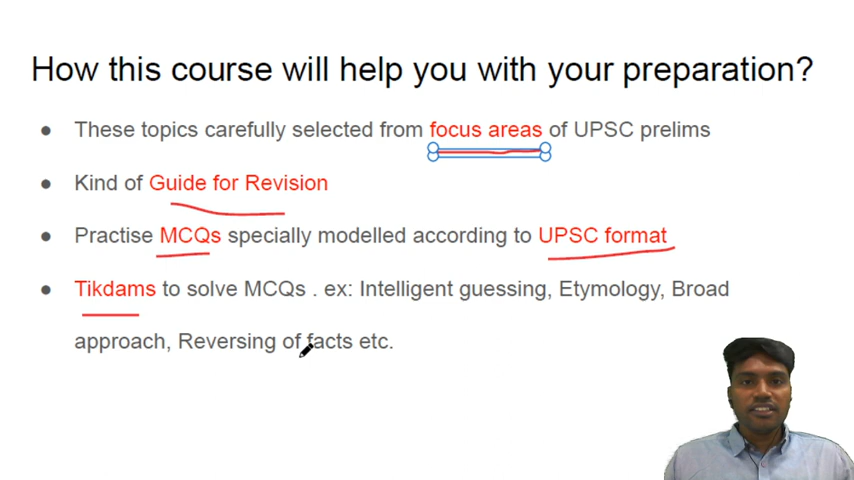 How this course will help you with your preparation?
● These topics carefully selected from focus areas of UPSC prelims
● Kind of Guide for Revision
● Practise MCQs specially modelled according to UPSC format
● Tikdams to solve MCQs . ex: Intelligent guessing, Etymology, Broad
approach, Reversing of facts etc.